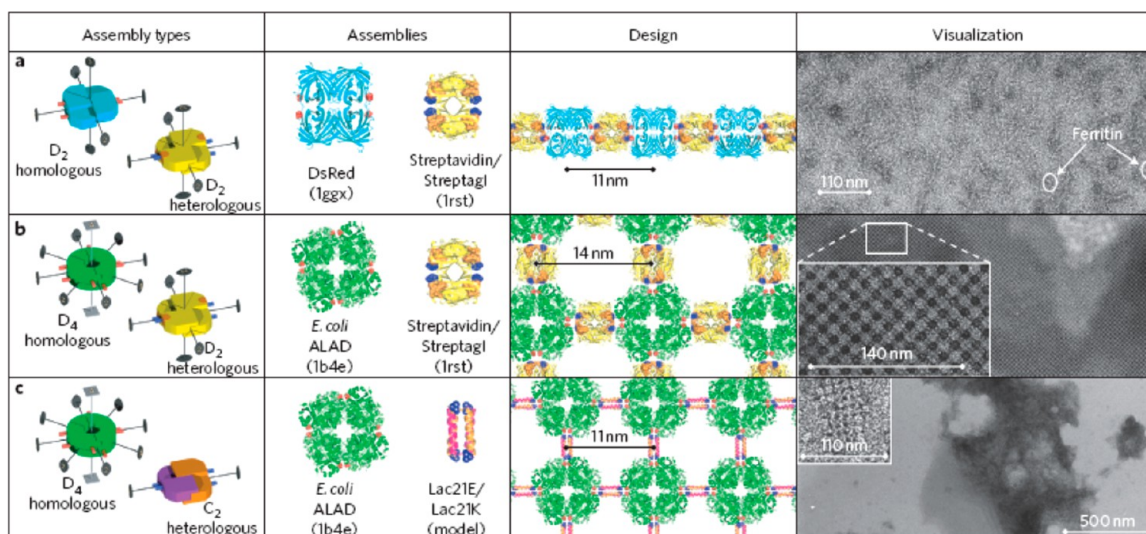 Assembly types
Assemblies
Design
Visualization
a
D2
homologous
D2
heterologous
DsRed
(1ggx)
Streptavidin/
StreptagI
(1rst)
11 nm
110 nm
Ferritin
b
D4
homologous
D2
heterologous
E. coli
ALAD
(1b4e)
Streptavidin/
StreptagI
(1rst)
14 nm
140 nm
c
D4
homologous
C2
heterologous
E. coli
ALAD
(1b4e)
Lac21E/
Lac21K
(model)
11 nm
110 nm
500 nm